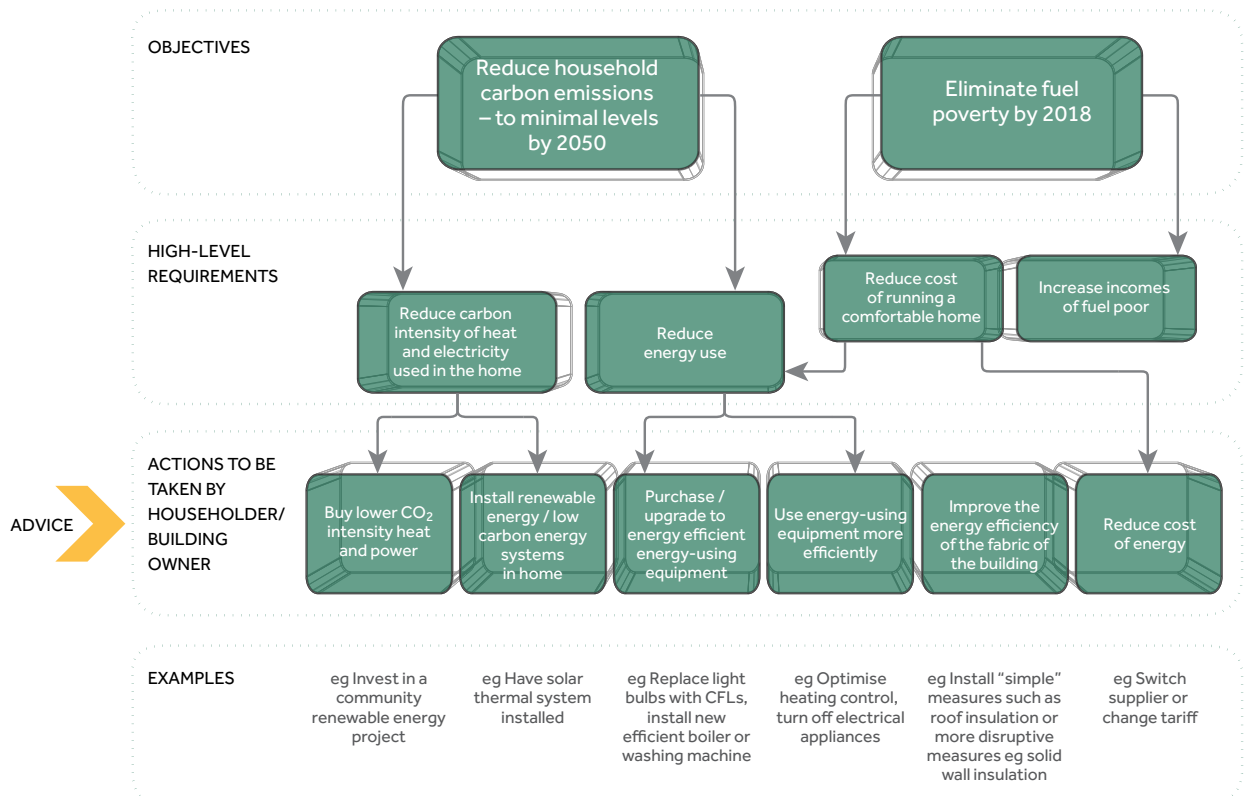 OBJECTIVES
Reduce household
carbon emissions
– to minimal levels
by 2050
Eliminate fuel
poverty by 2018
HIGH-LEVEL
REQUIREMENTS
Reduce carbon
intensity of heat
and electricity
used in the home
Reduce
energy use
Reduce cost
of running a
comfortable home
Increase incomes
of fuel poor
ADVICE
ACTIONS TO BE
TAKEN BY
HOUSEHOLDER/
BUILDING
OWNER
Buy lower CO₂
intensity heat
and power
Install renewable
energy / low
carbon energy
systems
in home
Purchase /
upgrade to
energy efficient
energy-using
equipment
Use energy-using
equipment more
efficiently
Improve the
energy efficiency
of the fabric of
the building
Reduce cost
of energy
EXAMPLES
eg Invest in a
community
renewable energy
project
eg Have solar
thermal system
installed
eg Replace light
bulbs with CFLs,
install new
efficient boiler or
washing machine
eg Optimise
heating control,
turn off electrical
appliances
eg Install “simple”
measures such as
roof insulation or
more disruptive
measures eg solid
wall insulation
eg Switch
supplier or
change tariff